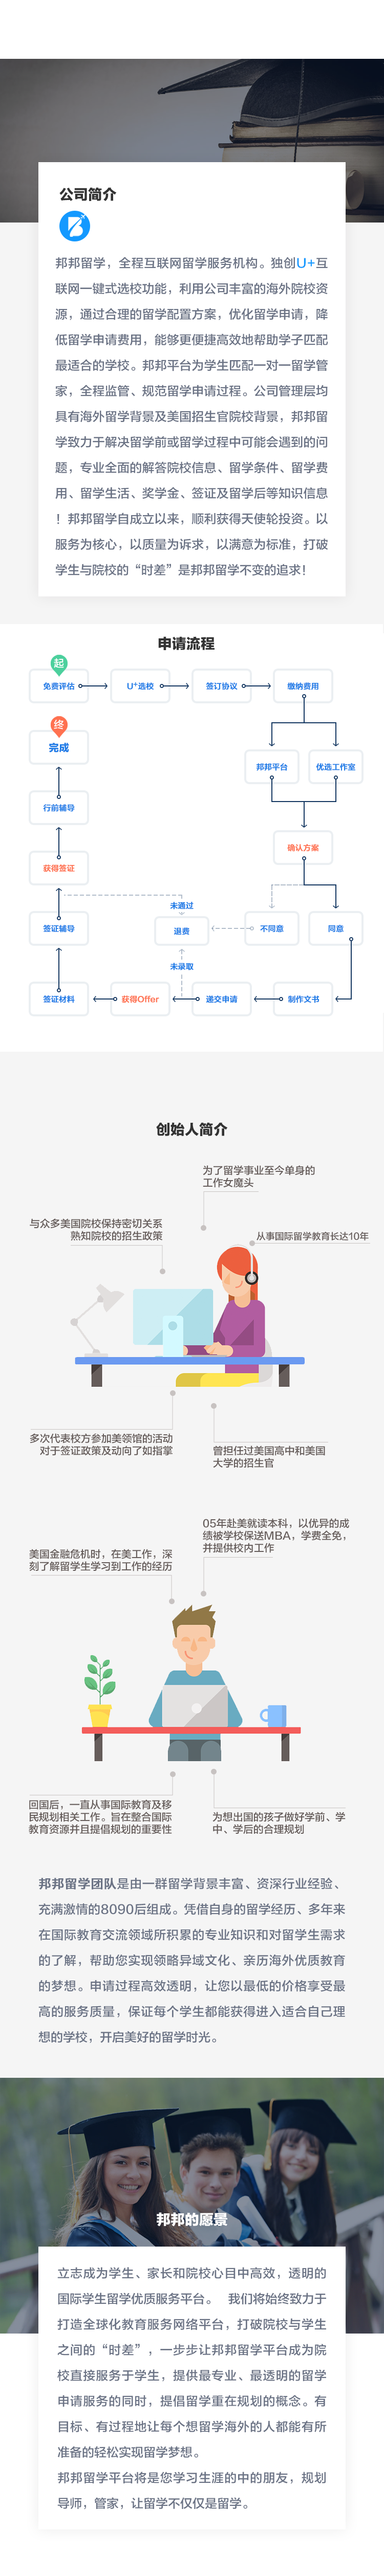 公司简介
邦邦留学，全程互联网留学服务机构。独创U+互
联网一键式选校功能，利用公司丰富的海外院校资
源，通过合理的留学配置方案，优化留学申请，降
低留学申请费用，能够更便捷高效地帮助学子匹配
最适合的学校。邦邦平台为学生匹配一对一留学管
家，全程监管、规范留学申请过程。公司管理层均
具有海外留学背景及美国招生官院校背景，邦邦留
学致力于解决留学前或留学过程中可能会遇到的问
题，专业全面的解答院校信息、留学条件、留学费
用、留学生活、奖学金、签证及留学后等知识信息
！邦邦留学自成立以来，顺利获得天使轮投资。以
服务为核心，以质量为诉求，以满意为标准，打破
学生与院校的“时差”是邦邦留学不变的追求！
申请流程
起
免费评估
U+选校
签订协议
缴纳费用
终
完成
邦邦平台
优选工作室
行前辅导
确认方案
获得签证
未通过
签证辅导
退费
不同意
同意
未录取
签证材料
获得Offer
递交申请
制作文书
创始人简介
为了留学事业至今单身的
工作女魔头
与众多美国院校保持密切关系
熟知院校的招生政策
从事国际留学教育长达10年
多次代表校方参加美领馆的活动
对于签证政策及动向了如指掌
曾担任过美国高中和美国
大学的招生官
05年赴美就读本科，以优异的成
绩被学校保送MBA，学费全免，
并提供校内工作
美国金融危机时，在美工作，深
刻了解留学生学习到工作的经历
回国后，一直从事国际教育及移
民规划相关工作。旨在整合国际
教育资源并且提倡规划的重要性
为想出国的孩子做好学前、学
中、学后的合理规划
邦邦留学团队是由一群留学背景丰富、资深行业经验、
充满激情的8090后组成。凭借自身的留学经历、多年来
在国际教育交流领域所积累的专业知识和对留学生需求
的了解，帮助您实现领略异域文化、亲历海外优质教育
的梦想。申请过程高效透明，让您以最低的价格享受最
高的服务质量，保证每个学生都能获得进入适合自己理
想的学校，开启美好的留学时光。
邦邦的愿景
立志成为学生、家长和院校心目中高效，透明的
国际学生留学优质服务平台。 我们将始终致力于
打造全球化教育服务网络平台，打破院校与学生
之间的“时差”，一步步让邦邦留学平台成为院
校直接服务于学生，提供最专业、最透明的留学
申请服务的同时，提倡留学重在规划的概念。有
目标、有过程地让每个想留学海外的人都能有所
准备的轻松实现留学梦想。
邦邦留学平台将是您学习生涯的中的朋友，规划
导师，管家，让留学不仅仅是留学。